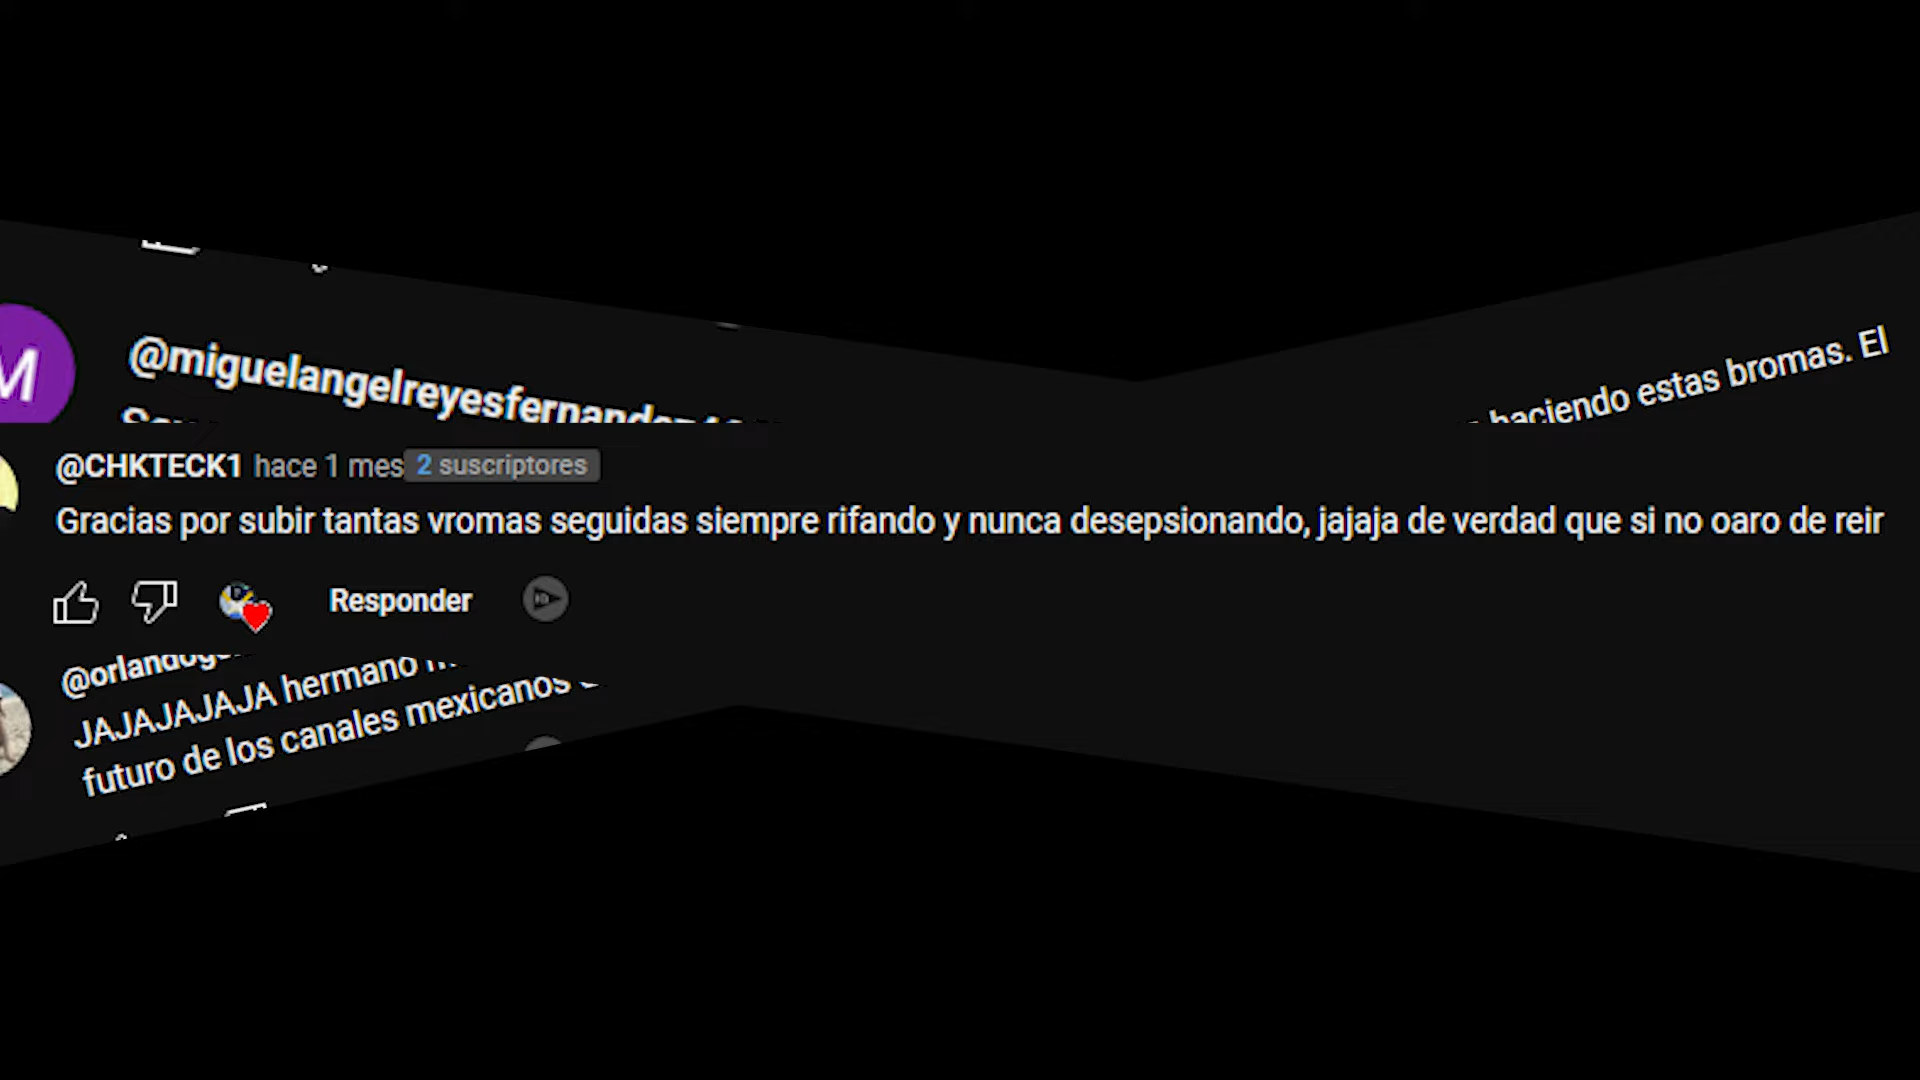 M
@miguelangelreyesfernandez
haciendo estas bromas. El
@CHKTECK1 hace 1 mes 2 suscriptores
Gracias por subir tantas vromas seguidas siempre rifando y nunca desepsionando, jajaja de verdad que si no oaro de reir
Responder
JAJAJAJAJA hermano
futuro de los canales mexicanos